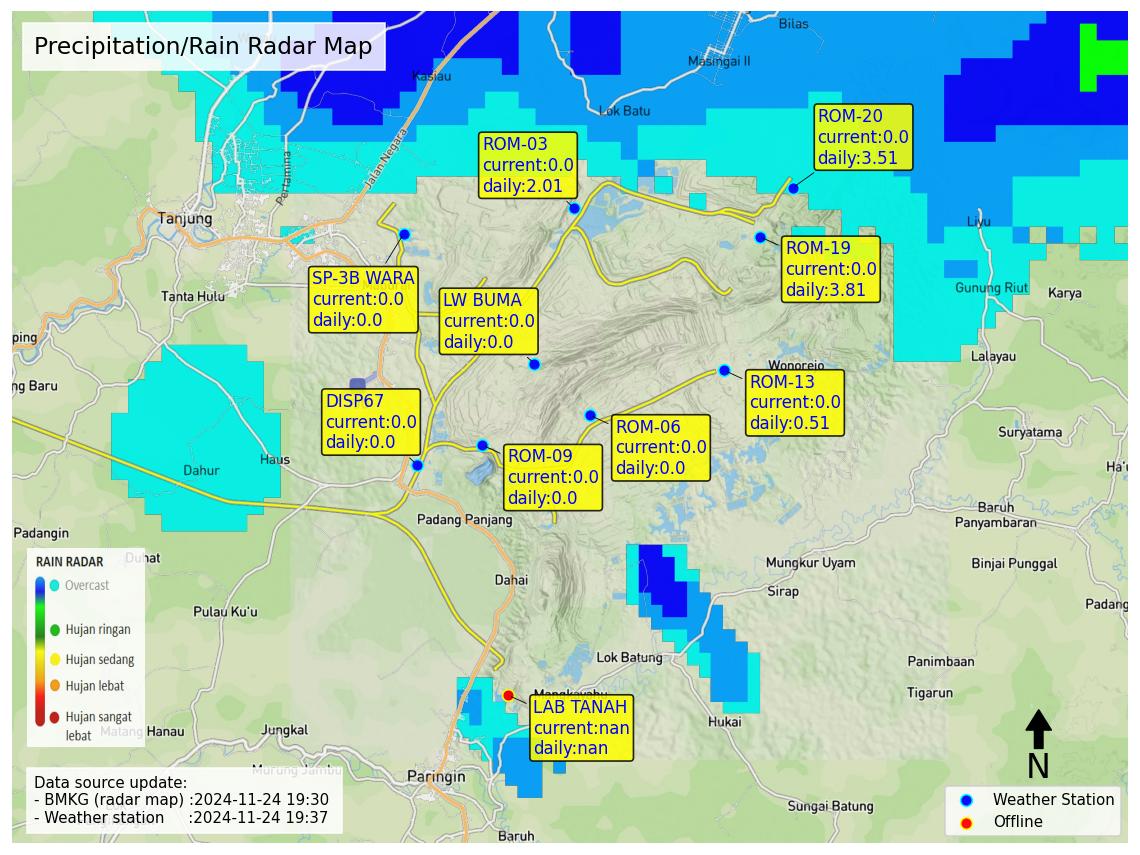 Precipitation/Rain Radar Map
Bilas
Masingai II
Kasiau
Lok Batu
Jalan Negara
Pertamina
Tanjung
Tanta Hulu
ping
ng Baru
Liyu
Gunung Riut
Karya
Lalayau
Wonorejo
Suryatama
Ha'u
Baruh
Panyambaran
Binjai Punggal
Padang
Mungkur Uyam
Sirap
Panimbaan
Tigarun
Lok Batung
Hukai
Sungai Batung
Mangkayahu
Dahai
Padang Panjang
Haus
Dahur
Padangin
Duhat
Pulau Ku'u
Jungkal
Matang Hanau
Murung Jambu
Paringin
Baruh
ROM-03
current:0.0
daily:2.01
ROM-20
current:0.0
daily:3.51
ROM-19
current:0.0
daily:3.81
SP-3B WARA
current:0.0
daily:0.0
LW BUMA
current:0.0
daily:0.0
ROM-13
current:0.0
daily:0.51
DISP67
current:0.0
daily:0.0
ROM-06
current:0.0
daily:0.0
ROM-09
current:0.0
daily:0.0
LAB TANAH
current:nan
daily:nan
RAIN RADAR
Overcast
Hujan ringan
Hujan sedang
Hujan lebat
Hujan sangat
lebat
Data source update:
- BMKG (radar map) :2024-11-24 19:30
- Weather station :2024-11-24 19:37
N
Weather Station
Offline